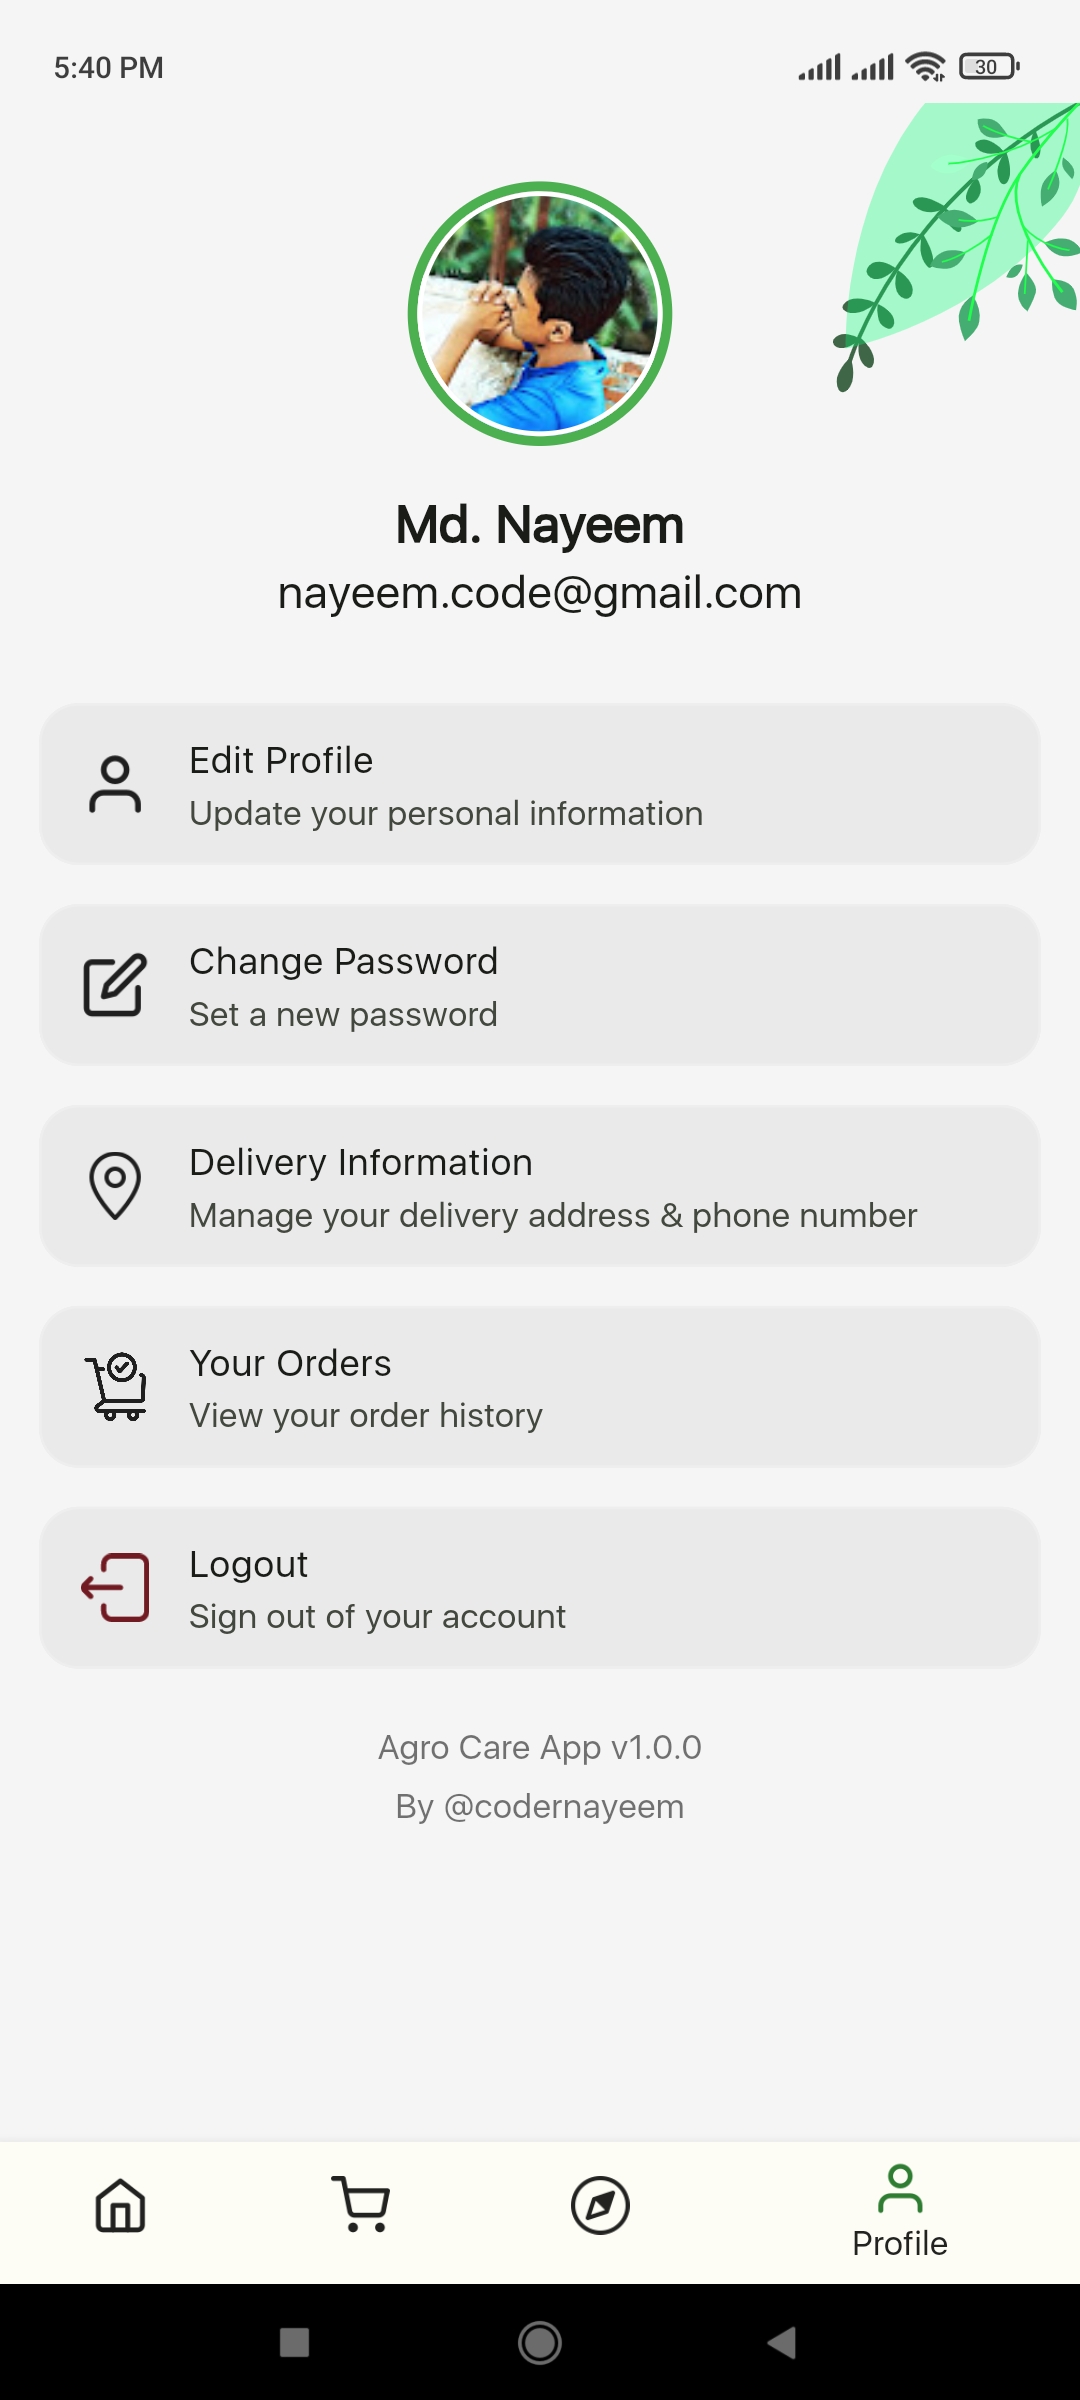 5:40 PM
30
Md. Nayeem
nayeem.code@gmail.com
Edit Profile
Update your personal information
Change Password
Set a new password
Delivery Information
Manage your delivery address & phone number
Your Orders
View your order history
Logout
Sign out of your account
Agro Care App v1.0.0
By @codernayeem
Profile